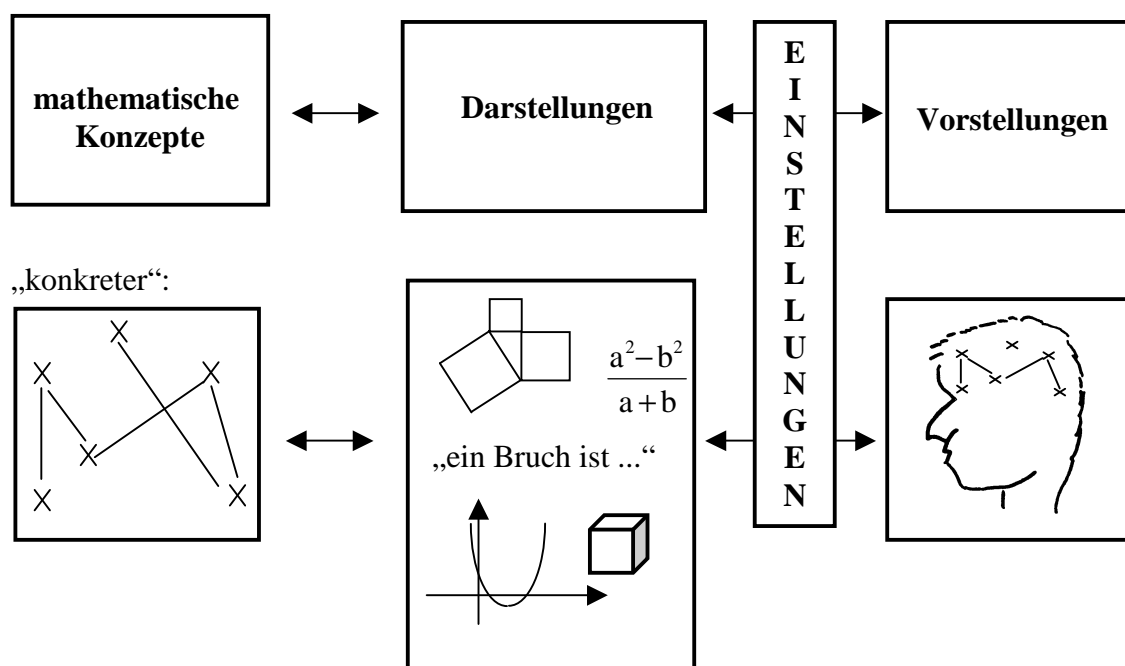 mathematische
Konzepte
Darstellungen
E
I
N
S
T
E
L
L
U
N
G
E
N
Vorstellungen
„konkreter“:
a²−b²
a+b
„ein Bruch ist ...“